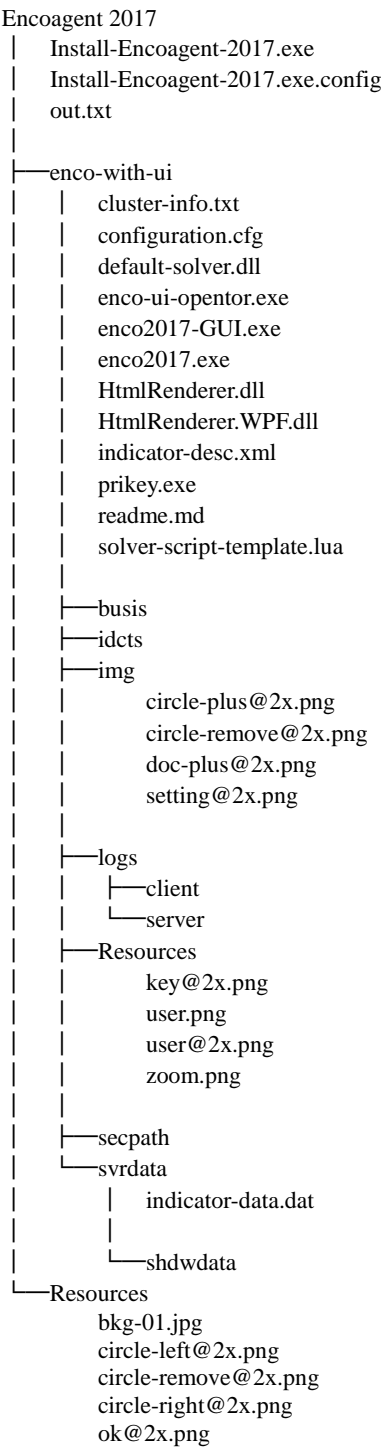 Encoagent 2017
│ Install-Encoagent-2017.exe
│ Install-Encoagent-2017.exe.config
│ out.txt
│
├──enco-with-ui
│ │ cluster-info.txt
│ │ configuration.cfg
│ │ default-solver.dll
│ │ enco-ui-opentor.exe
│ │ enco2017-GUI.exe
│ │ enco2017.exe
│ │ HtmlRenderer.dll
│ │ HtmlRenderer.WPF.dll
│ │ indicator-desc.xml
│ │ prikey.exe
│ │ readme.md
│ │ solver-script-template.lua
│ │
│ ├──busis
│ ├──idcts
│ ├──img
│ │ circle-plus@2x.png
│ │ circle-remove@2x.png
│ │ doc-plus@2x.png
│ │ setting@2x.png
│ │
│ ├──logs
│ │ ├──client
│ │ └──server
│ ├──Resources
│ │ key@2x.png
│ │ user.png
│ │ user@2x.png
│ │ zoom.png
│ │
│ ├──secpath
│ └──svrdata
│ │ indicator-data.dat
│ │
│ └──shdwdata
└──Resources
bkg-01.jpg
circle-left@2x.png
circle-remove@2x.png
circle-right@2x.png
ok@2x.png